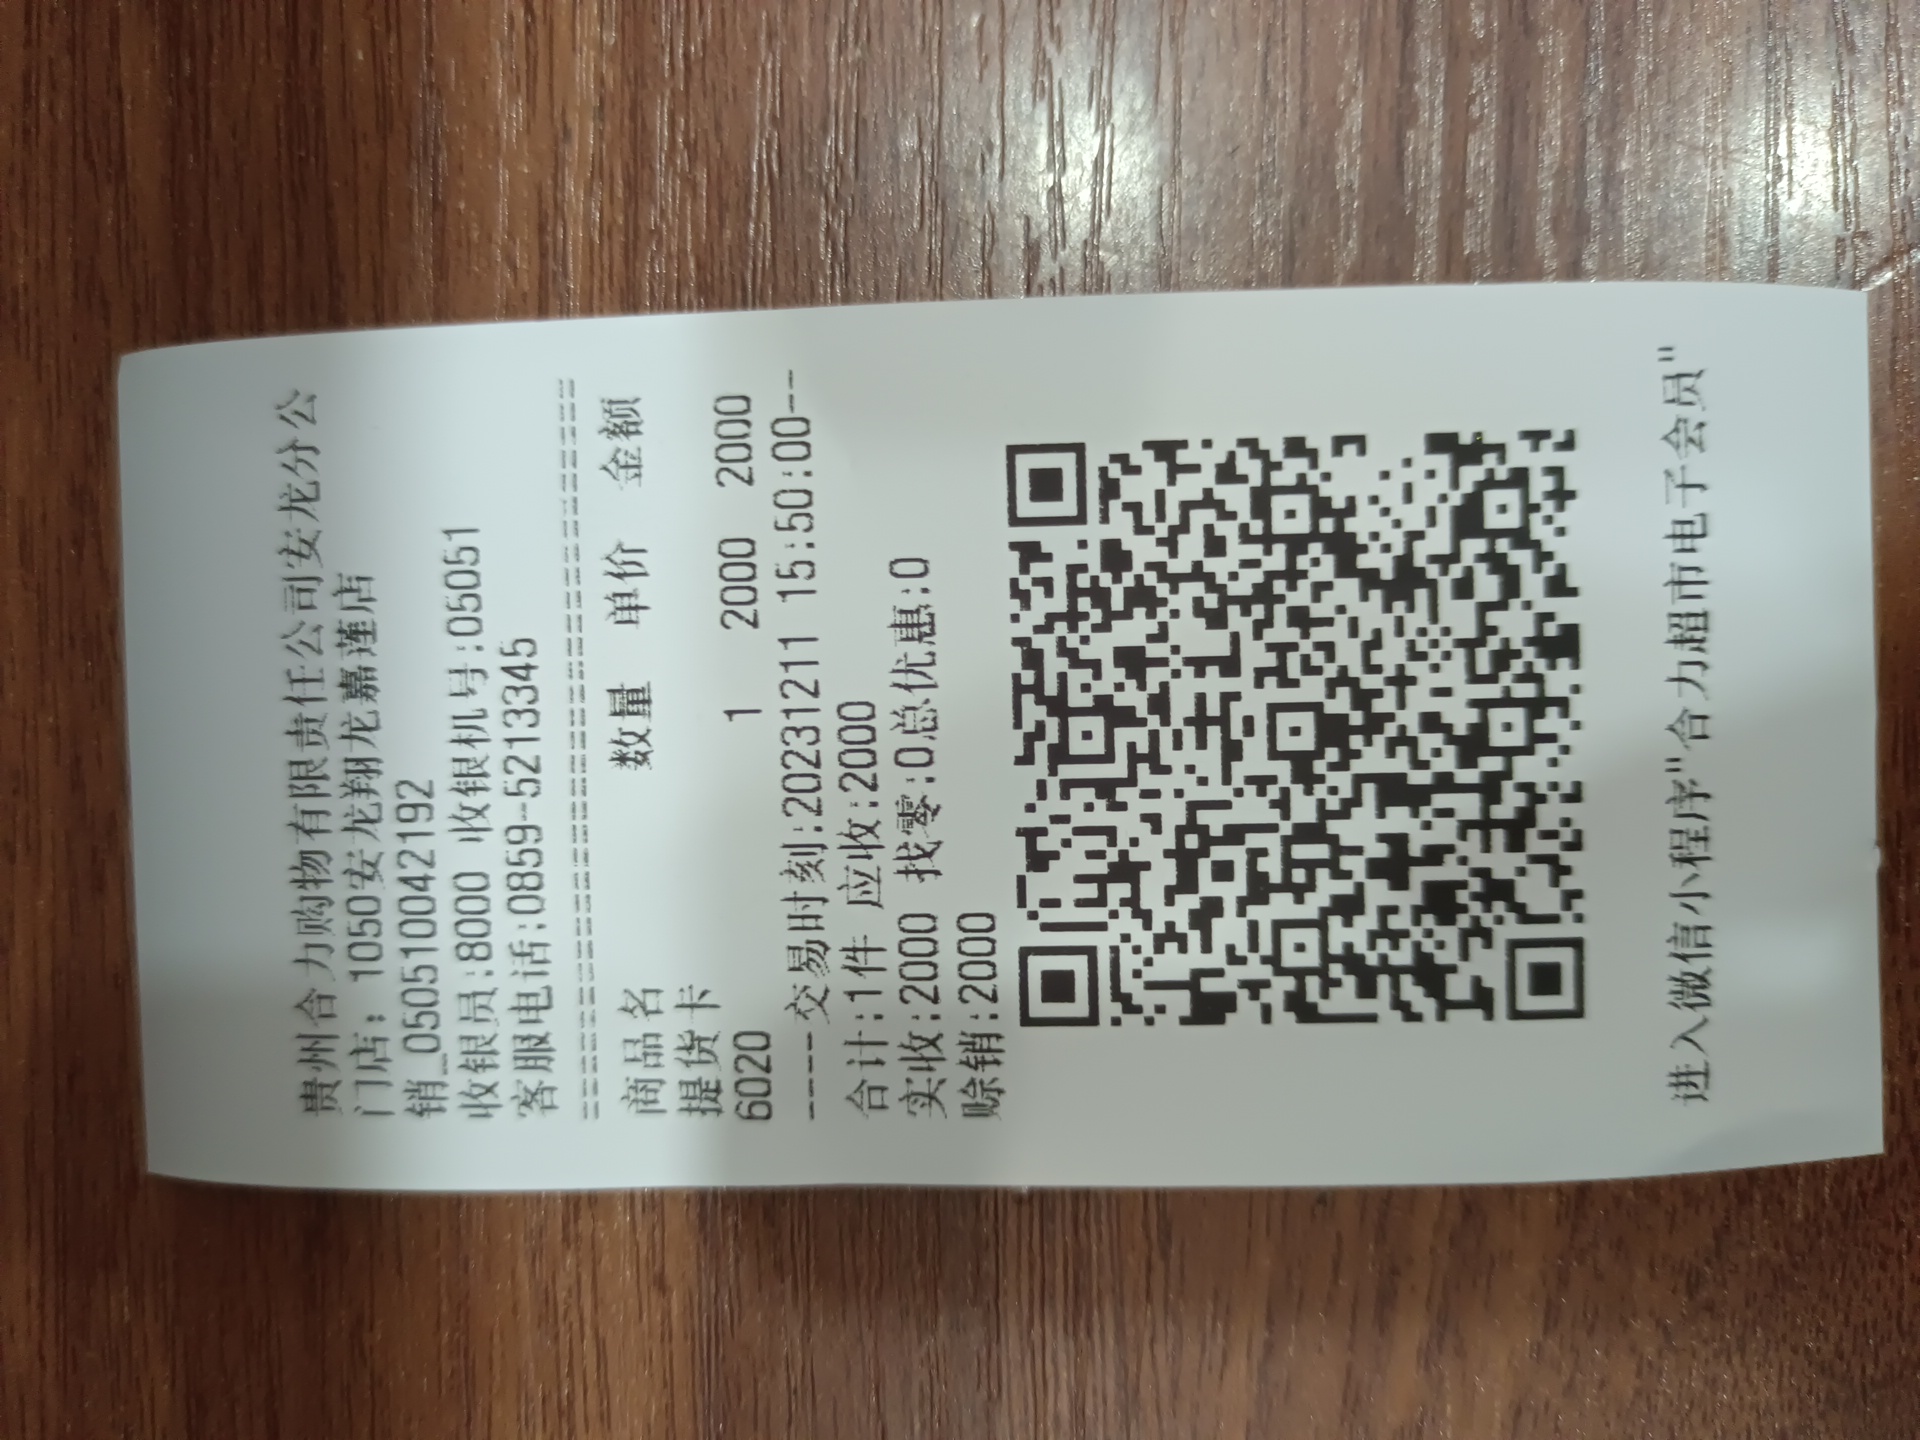 贵州合力购物有限责任公司安龙分公
门店：1050安龙翔龙嘉莲店
销_050510042192
收银员:8000 收银机号:05051
客服电话:0859-5213345
========================================
商品名 数量 单价 金额
提货卡
6020 1 2000 2000
----交易时刻:20231211 15:50:00--
合计:1件 应收:2000
实收:2000 找零:0总优惠:0
赊销:2000
进入微信小程序"合力超市电子会员"